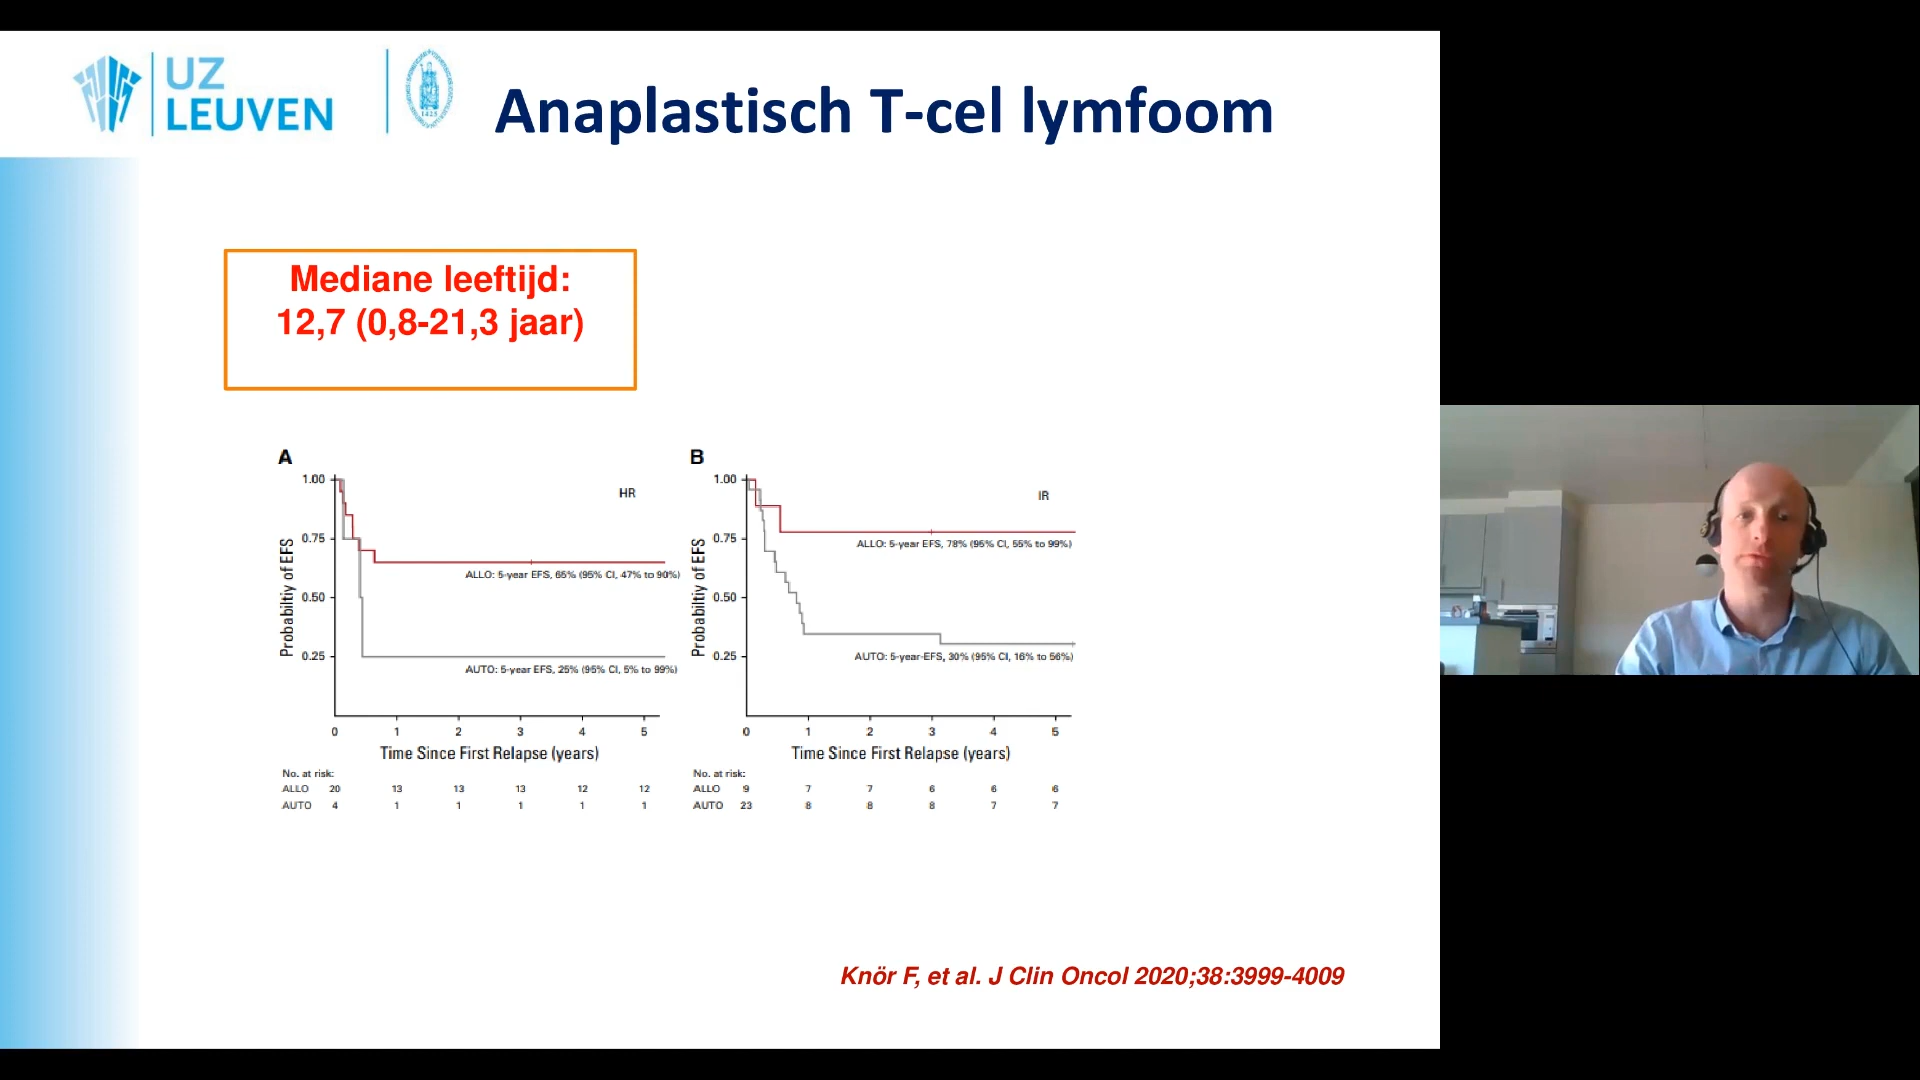 UZ
LEUVEN
1425
Anaplastisch T-cel lymfoom
Mediane leeftijd:
12,7 (0,8-21,3 jaar)
A
HR
1.00
0.75
0.50
0.25
Probabiltiy of EFS
ALLO: 5-year EFS, 65% (95% CI, 47% to 90%)
AUTO: 5-year EFS, 25% (95% CI, 5% to 99%)
0 1 2 3 4 5
Time Since First Relapse (years)
No. at risk:
ALLO 20 13 13 13 12 12
AUTO 4 1 1 1 1 1
B
IR
1.00
0.75
0.50
0.25
Probabiltiy of EFS
ALLO: 5-year EFS, 78% (95% CI, 55% to 99%)
AUTO: 5-year-EFS, 30% (95% CI, 16% to 56%)
0 1 2 3 4 5
Time Since First Relapse (years)
No. at risk:
ALLO 9 7 7 6 6 6
AUTO 23 8 8 8 7 7
Knör F, et al. J Clin Oncol 2020;38:3999-4009